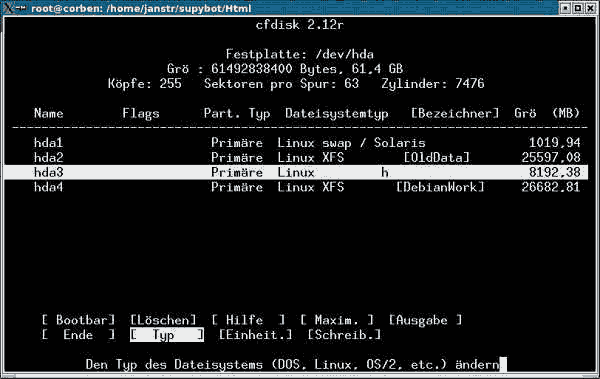 root@corben: /home/janstr/supybot/Html
cfdisk 2.12r
Festplatte: /dev/hda
Grö : 61492838400 Bytes, 61,4 GB
Köpfe: 255 Sektoren pro Spur: 63 Zylinder: 7476
Name Flags Part. Typ Dateisystemtyp [Bezeichner] Grö (MB)
hda1 Primäre Linux swap / Solaris 1019,94
hda2 Primäre Linux XFS [OldData] 25597,08
hda3 Primäre Linux h 8192,38
hda4 Primäre Linux XFS [DebianWork] 26682,81
[ Bootbar] [Löschen] [ Hilfe ] [ Maxim. ] [Ausgabe ]
[ Ende ] [ Typ ] [Einheit.] [Schreib.]
Den Typ des Dateisystems (DOS, Linux, OS/2, etc.) ändern